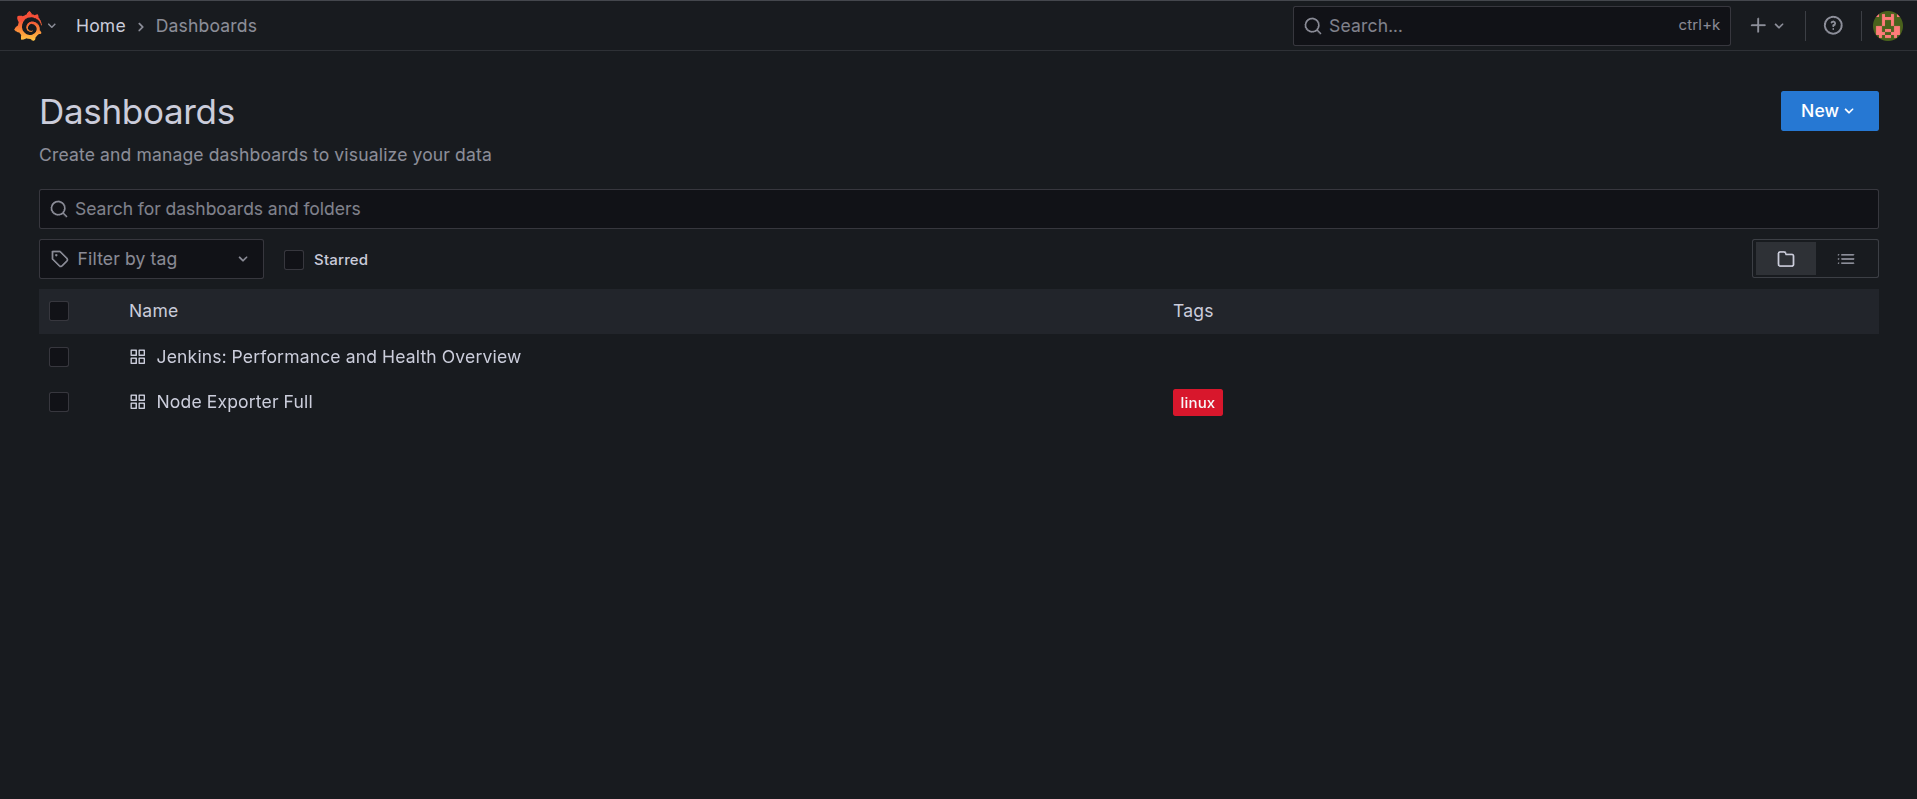 Home › Dashboards
Search...
ctrl+k
Dashboards
New
Create and manage dashboards to visualize your data
Search for dashboards and folders
Filter by tag
Starred
Name Tags
Jenkins: Performance and Health Overview
Node Exporter Full linux